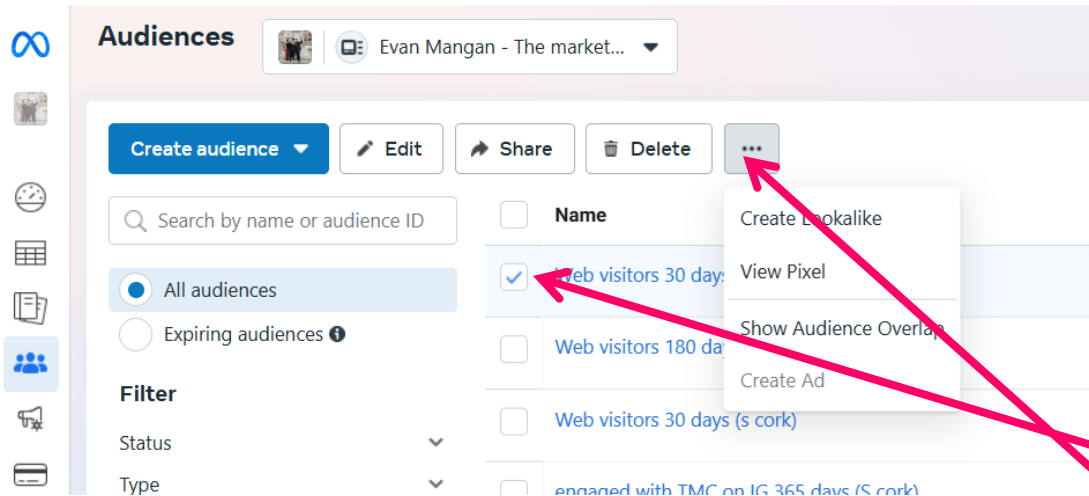 Audiences
Evan Mangan - The market...
Create audience
Edit
Share
Delete
...
Search by name or audience ID
Name
Create Lookalike
All audiences
Web visitors 30 days
View Pixel
Expiring audiences
Show Audience Overlap
Web visitors 180 da
Create Ad
Filter
Web visitors 30 days (s cork)
Status
Type
engaged with TMC on IG 365 days (S cork)